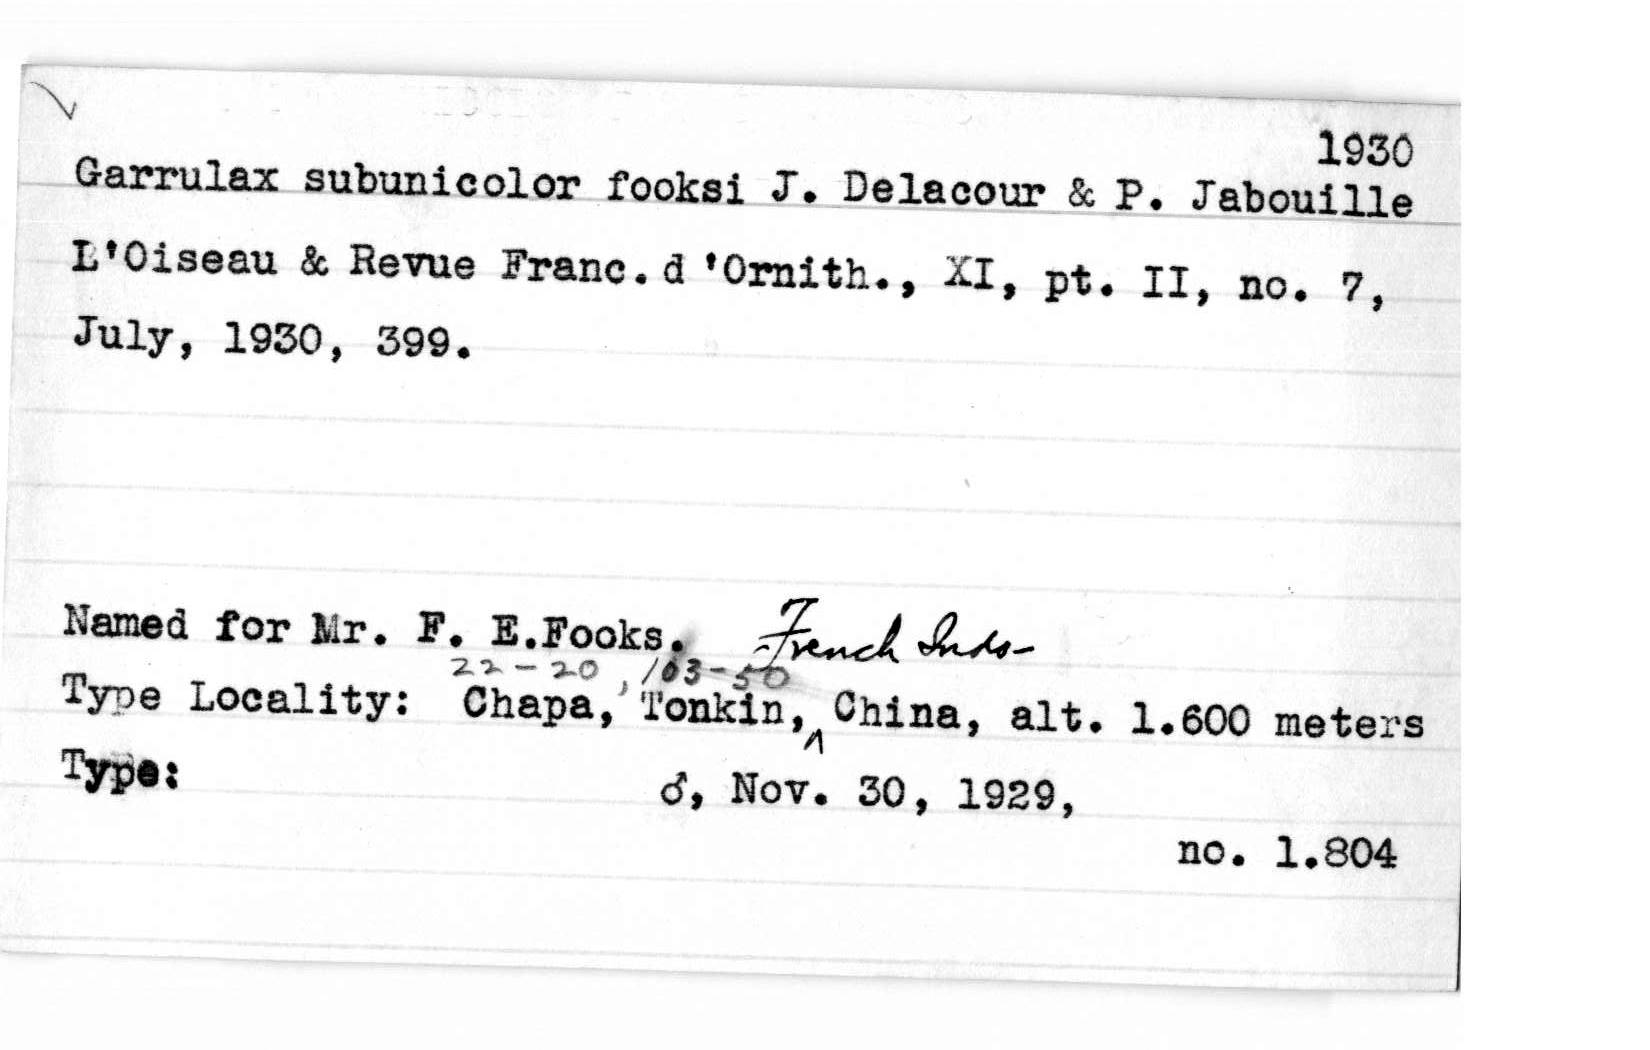 1930
Garrulax subunicolor fooksi J. Delacour & P. Jabouille
L'Oiseau & Revue Franc. d 'Ornith., XI, pt. II, no. 7,
July, 1930, 399.
Named for Mr. F. E.Fooks. French Indo-
22-20, 103-50
Type Locality: Chapa, Tonkin, ^ China, alt. 1.600 meters
Type: ♂, Nov. 30, 1929,
no. 1.804